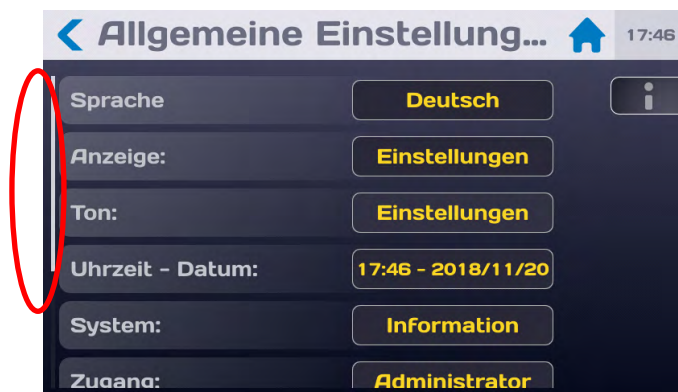 Allgemeine Einstellung... 17:46
Sprache Deutsch i
Anzeige: Einstellungen
Ton: Einstellungen
Uhrzeit - Datum: 17:46 - 2018/11/20
System: Information
Zugang: Administrator